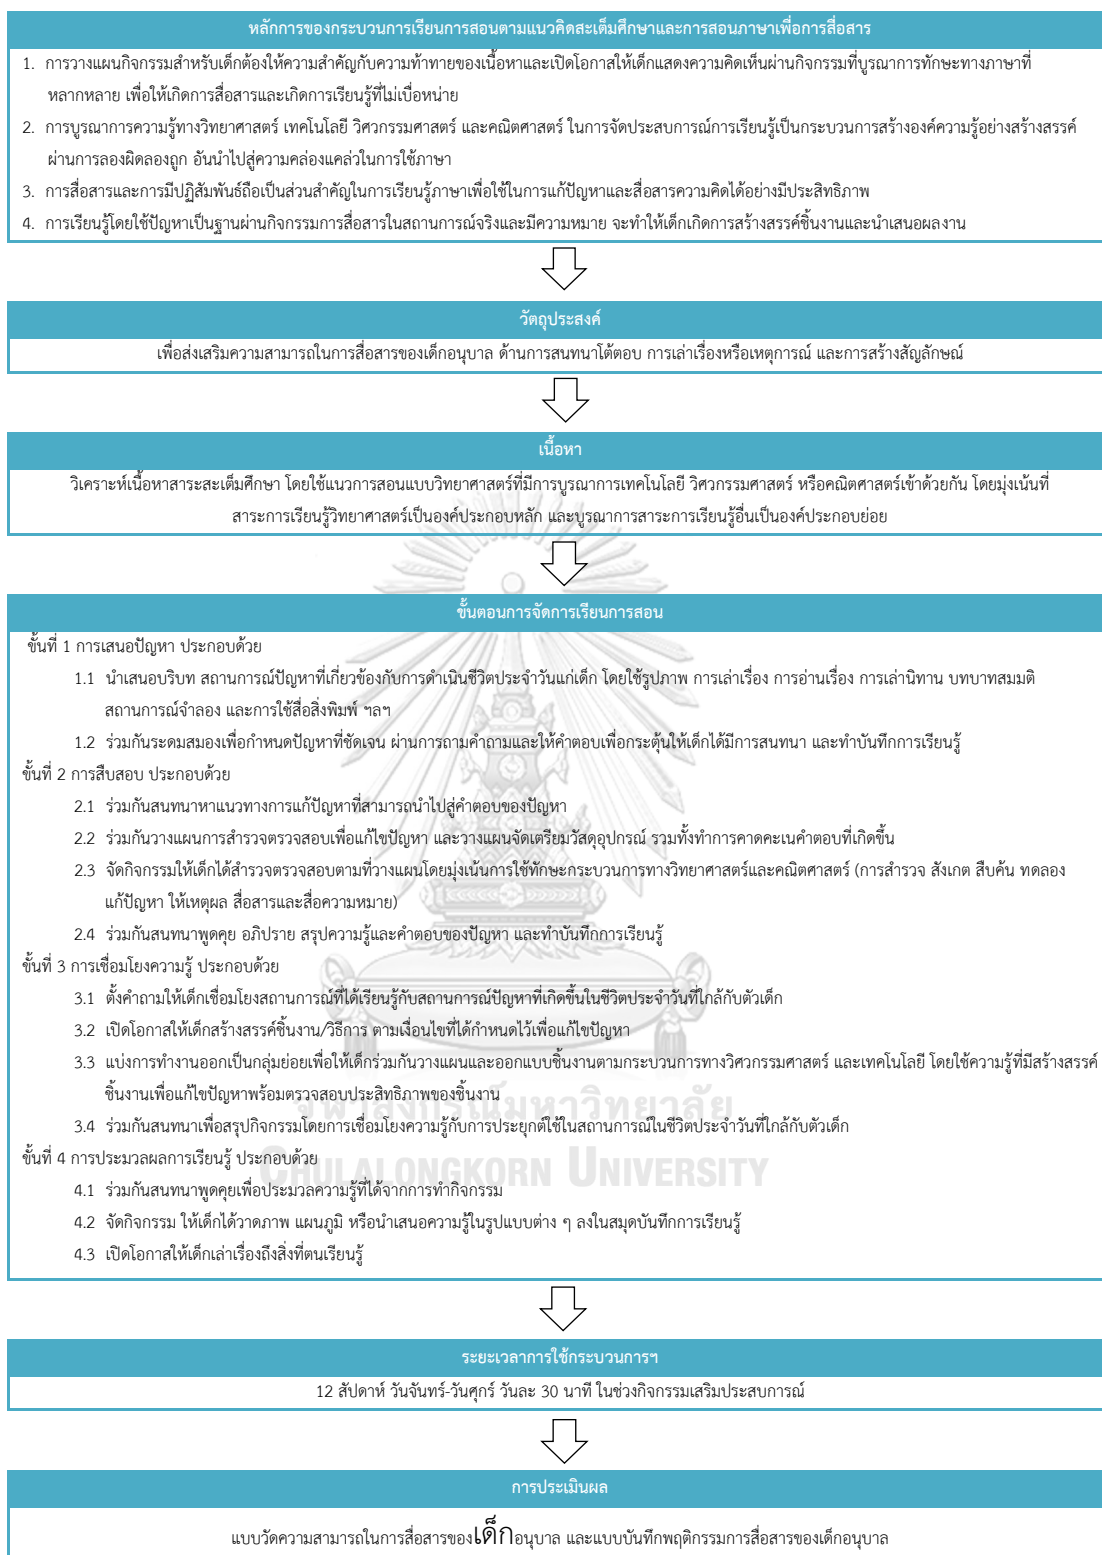 หลักการของกระบวนการเรียนการสอนตามแนวคิดสะเต็มศึกษาและการสอนภาษาเพื่อการสื่อสาร
1. การวางแผนกิจกรรมสำหรับเด็กต้องให้ความสำคัญกับความท้าทายของเนื้อหาและเปิดโอกาสให้เด็กแสดงความคิดเห็นผ่านกิจกรรมที่บูรณาการทักษะทางภาษาที่
หลากหลาย เพื่อให้เกิดการสื่อสารและเกิดการเรียนรู้ที่ไม่เบื่อหน่าย
2. การบูรณาการความรู้ทางวิทยาศาสตร์ เทคโนโลยี วิศวกรรมศาสตร์ และคณิตศาสตร์ ในการจัดประสบการณ์การเรียนรู้เป็นกระบวนการสร้างองค์ความรู้อย่างสร้างสรรค์
ผ่านการลองผิดลองถูก อันนำไปสู่ความคล่องแคล่วในการใช้ภาษา
3. การสื่อสารและการมีปฏิสัมพันธ์ถือเป็นส่วนสำคัญในการเรียนรู้ภาษาเพื่อใช้ในการแก้ปัญหาและสื่อสารความคิดได้อย่างมีประสิทธิภาพ
4. การเรียนรู้โดยใช้ปัญหาเป็นฐานผ่านกิจกรรมการสื่อสารในสถานการณ์จริงและมีความหมาย จะทำให้เด็กเกิดการสร้างสรรค์ชิ้นงานและนำเสนอผลงาน
วัตถุประสงค์
เพื่อส่งเสริมความสามารถในการสื่อสารของเด็กอนุบาล ด้านการสนทนาโต้ตอบ การเล่าเรื่องหรือเหตุการณ์ และการสร้างสัญลักษณ์
เนื้อหา
วิเคราะห์เนื้อหาสาระสะเต็มศึกษา โดยใช้แนวการสอนแบบวิทยาศาสตร์ที่มีการบูรณาการเทคโนโลยี วิศวกรรมศาสตร์ หรือคณิตศาสตร์เข้าด้วยกัน โดยมุ่งเน้นที่
สาระการเรียนรู้วิทยาศาสตร์เป็นองค์ประกอบหลัก และบูรณาการสาระการเรียนรู้อื่นเป็นองค์ประกอบย่อย
ขั้นตอนการจัดการเรียนการสอน
ขั้นที่ 1 การเสนอปัญหา ประกอบด้วย
1.1 นำเสนอบริบท สถานการณ์ปัญหาที่เกี่ยวข้องกับการดำเนินชีวิตประจำวันแก่เด็ก โดยใช้รูปภาพ การเล่าเรื่อง การอ่านเรื่อง การเล่านิทาน บทบาทสมมติ
สถานการณ์จำลอง และการใช้สื่อสิ่งพิมพ์ ฯลฯ
1.2 ร่วมกันระดมสมองเพื่อกำหนดปัญหาที่ชัดเจน ผ่านการถามคำถามและให้คำตอบเพื่อกระตุ้นให้เด็กได้มีการสนทนา และทำบันทึกการเรียนรู้
ขั้นที่ 2 การสืบสอบ ประกอบด้วย
2.1 ร่วมกันสนทนาหาแนวทางการแก้ปัญหาที่สามารถนำไปสู่คำตอบของปัญหา
2.2 ร่วมกันวางแผนการสำรวจตรวจสอบเพื่อแก้ไขปัญหา และวางแผนจัดเตรียมวัสดุอุปกรณ์ รวมทั้งทำการคาดคะเนคำตอบที่เกิดขึ้น
2.3 จัดกิจกรรมให้เด็กได้สำรวจตรวจสอบตามที่วางแผนโดยมุ่งเน้นการใช้ทักษะกระบวนการทางวิทยาศาสตร์และคณิตศาสตร์ (การสำรวจ สังเกต สืบค้น ทดลอง
แก้ปัญหา ให้เหตุผล สื่อสารและสื่อความหมาย)
2.4 ร่วมกันสนทนาพูดคุย อภิปราย สรุปความรู้และคำตอบของปัญหา และทำบันทึกการเรียนรู้
ขั้นที่ 3 การเชื่อมโยงความรู้ ประกอบด้วย
3.1 ตั้งคำถามให้เด็กเชื่อมโยงสถานการณ์ที่ได้เรียนรู้กับสถานการณ์ปัญหาที่เกิดขึ้นในชีวิตประจำวันที่ใกล้กับตัวเด็ก
3.2 เปิดโอกาสให้เด็กสร้างสรรค์ชิ้นงาน/วิธีการ ตามเงื่อนไขที่ได้กำหนดไว้เพื่อแก้ไขปัญหา
3.3 แบ่งการทำงานออกเป็นกลุ่มย่อยเพื่อให้เด็กร่วมกันวางแผนและออกแบบชิ้นงานตามกระบวนการทางวิศวกรรมศาสตร์ และเทคโนโลยี โดยใช้ความรู้ที่มีสร้างสรรค์
ชิ้นงานเพื่อแก้ไขปัญหาพร้อมตรวจสอบประสิทธิภาพของชิ้นงาน
จุฬาลงกรณ์มหาวิทยาลัย
3.4 ร่วมกันสนทนาเพื่อสรุปกิจกรรมโดยการเชื่อมโยงความรู้กับการประยุกต์ใช้ในสถานการณ์ในชีวิตประจำวันที่ใกล้กับตัวเด็ก
ขั้นที่ 4 การประมวลผลการเรียนรู้ ประกอบด้วย
CHULALONGKORN UNIVERSITY
4.1 ร่วมกันสนทนาพูดคุยเพื่อประมวลความรู้ที่ได้จากการทำกิจกรรม
4.2 จัดกิจกรรม ให้เด็กได้วาดภาพ แผนภูมิ หรือนำเสนอความรู้ในรูปแบบต่าง ๆ ลงในสมุดบันทึกการเรียนรู้
4.3 เปิดโอกาสให้เด็กเล่าเรื่องถึงสิ่งที่ตนเรียนรู้
ระยะเวลาการใช้กระบวนการฯ
12 สัปดาห์ วันจันทร์-วันศุกร์ วันละ 30 นาที ในช่วงกิจกรรมเสริมประสบการณ์
การประเมินผล
แบบวัดความสามารถในการสื่อสารของเด็กอนุบาล และแบบบันทึกพฤติกรรมการสื่อสารของเด็กอนุบาล